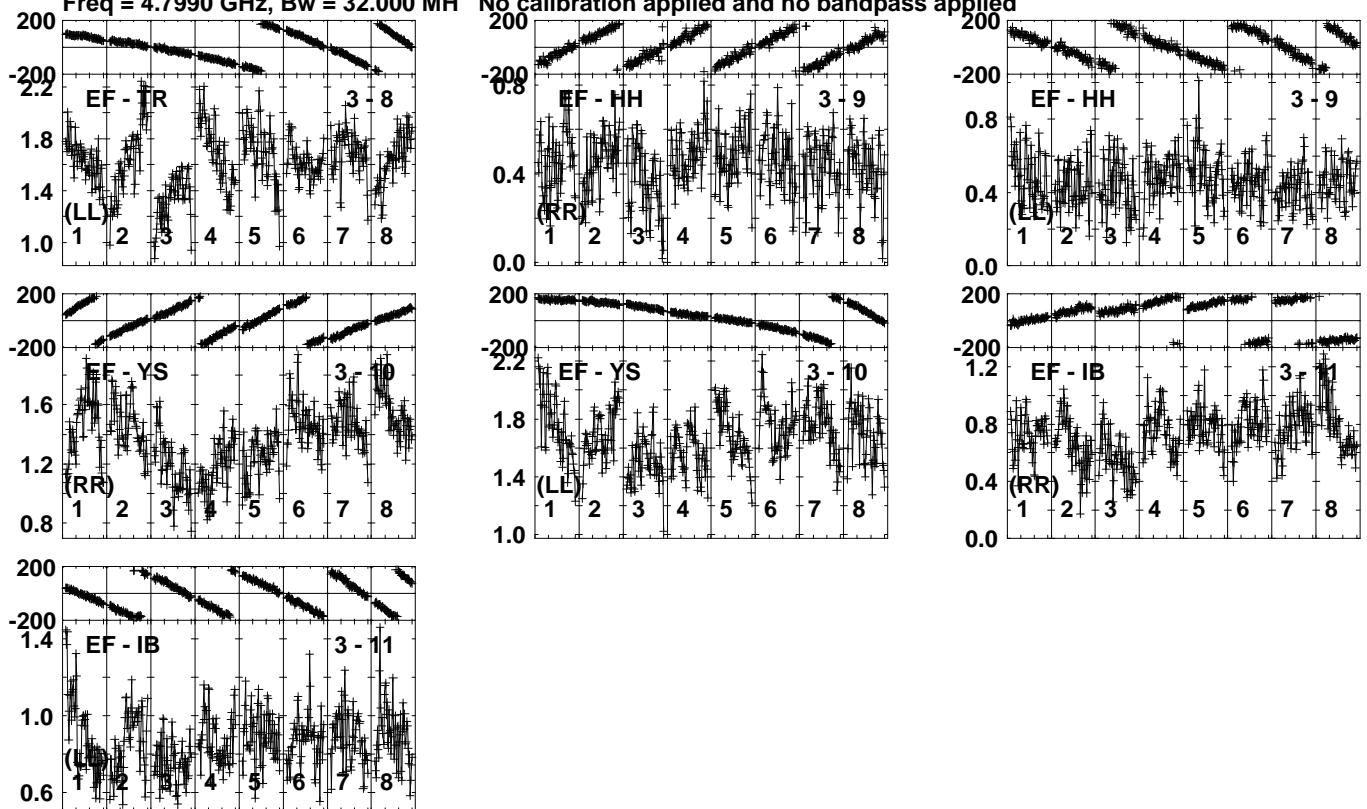 Freq = 4.7990 GHz, Bw = 32.000 MH No calibration applied and no bandpass applied
200
-200
2.2
1.8
1.4
1.0
EF - TR 3 - 8
(LL)
1 2 3 4 5 6 7 8
200
-200
0.8
0.4
0.0
EF - HH 3 - 9
(RR)
1 2 3 4 5 6 7 8
200
-200
0.8
0.4
0.0
EF - HH 3 - 9
(LL)
1 2 3 4 5 6 7 8
200
-200
1.6
1.2
0.8
EF - YS 3 - 10
(RR)
1 2 3 4 5 6 7 8
200
-200
2.2
1.8
1.4
1.0
EF - YS 3 - 10
(LL)
1 2 3 4 5 6 7 8
200
-200
1.2
0.8
0.4
0.0
EF - IB 3 - 11
(RR)
1 2 3 4 5 6 7 8
200
-200
1.4
1.0
0.6
EF - IB 3 - 11
(LL)
1 2 3 4 5 6 7 8